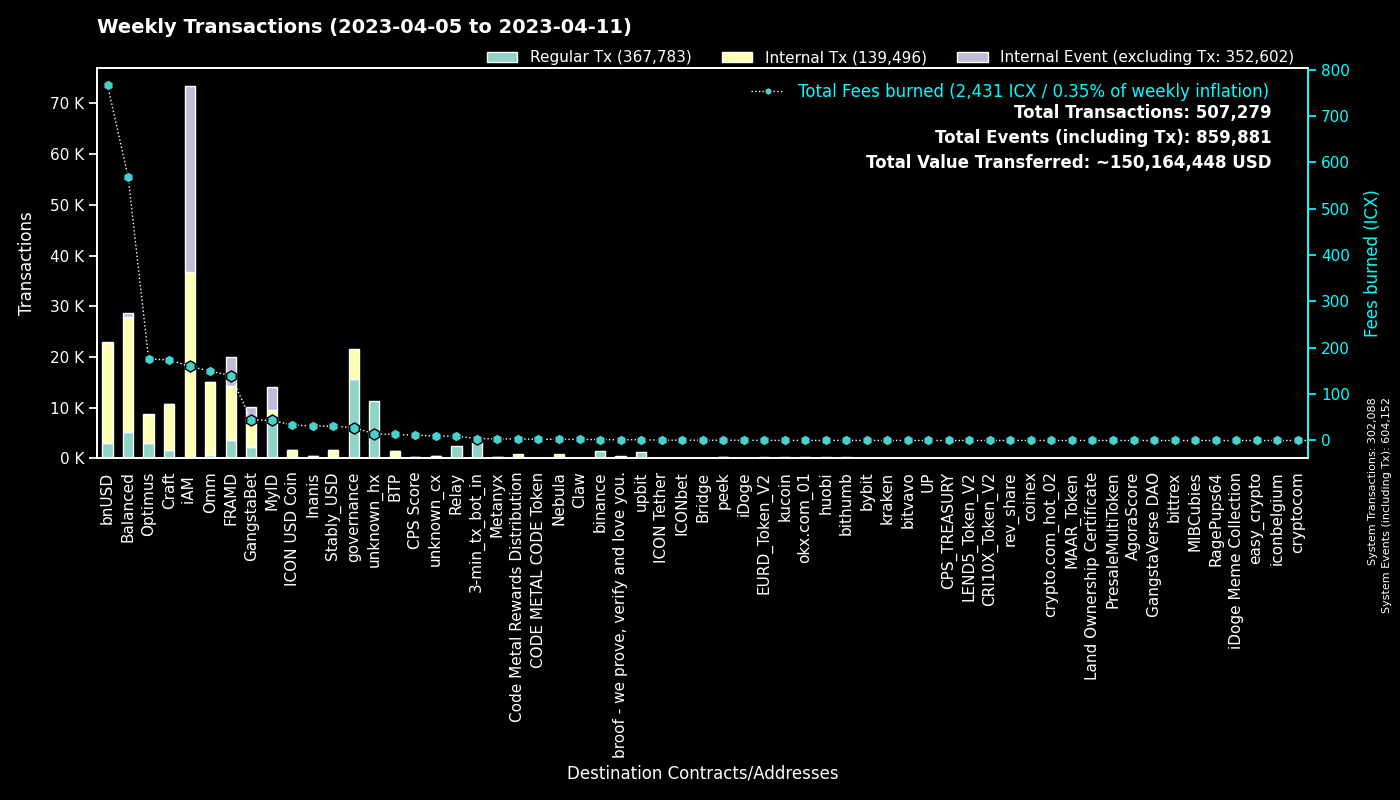 Weekly Transactions (2023-04-05 to 2023-04-11)
Regular Tx (367,783)
Internal Tx (139,496)
Internal Event (excluding Tx: 352,602)
Total Fees burned (2,431 ICX / 0.35% of weekly inflation)
Total Transactions: 507,279
Total Events (including Tx): 859,881
Total Value Transferred: ~150,164,448 USD
Transactions
70 K
60 K
50 K
40 K
30 K
20 K
10 K
0 K
800
700
600
500
400
300
200
100
0
Fees burned (ICX)
System Transactions: 302,088
System Events (including Tx): 604,152
bnUSD
Balanced
Optimus
Craft
iAM
Omm
FRAMD
GangstaBet
MyID
ICON USD Coin
Inanis
Stably_USD
governance
unknown_hx
BTP
CPS Score
unknown_cx
Relay
3-min_tx_bot_in
Metanyx
Code Metal Rewards Distribution
CODE METAL CODE Token
Nebula
Claw
binance
broof - we prove, verify and love you.
upbit
ICON Tether
ICONbet
Bridge
peek
iDoge
EURD_Token_V2
kucoin
okx.com_01
huobi
bithumb
bybit
kraken
bitvavo
UP
CPS_TREASURY
LEND5_Token_V2
CRI10X_Token_V2
rev_share
coinex
crypto.com_hot_02
MAAR_Token
Land Ownership Certificate
PresaleMultiToken
AgoraScore
GangstaVerse DAO
bittrex
MIBCubies
RagePups64
iDoge Meme Collection
easy_crypto
iconbelgium
cryptocom
Destination Contracts/Addresses